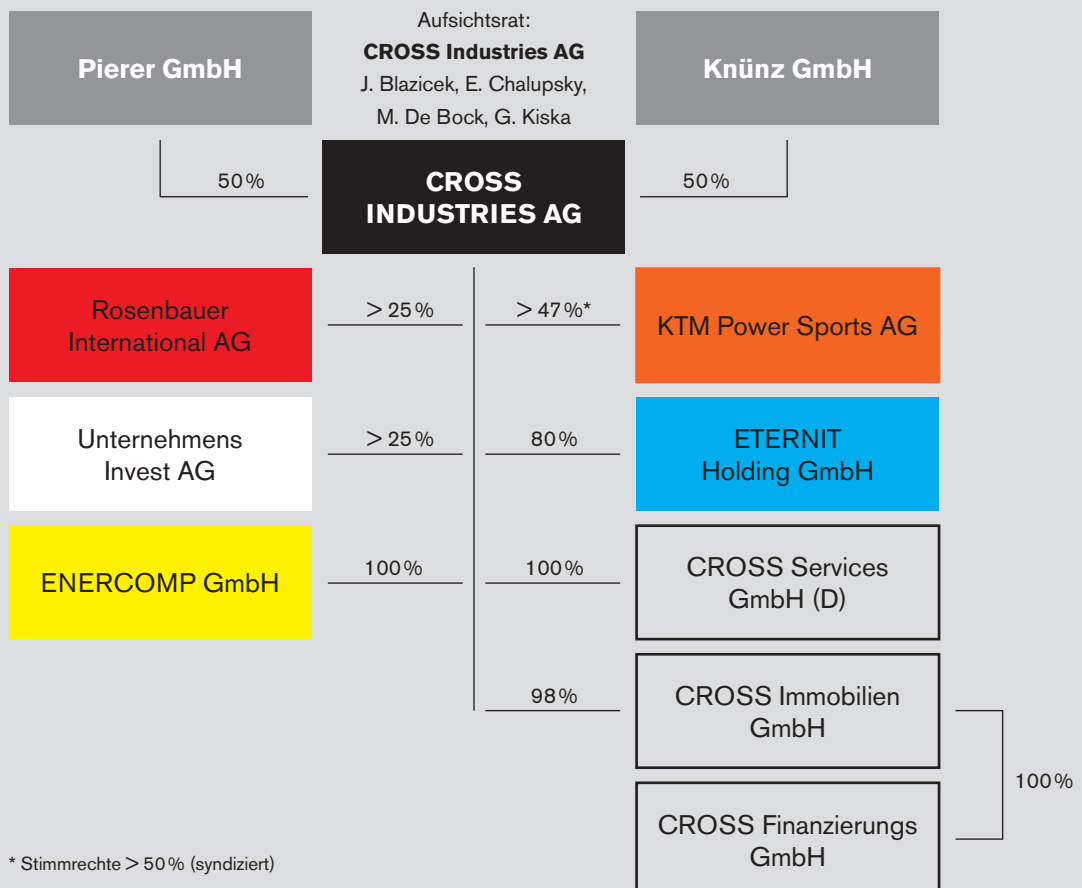 Aufsichtsrat:
Pierer GmbH
CROSS Industries AG
J. Blazicek, E. Chalupsky,
M. De Bock, G. Kiska
Knünz GmbH
50 %
CROSS
INDUSTRIES AG
50 %
Rosenbauer
International AG
> 25 %
> 47 %*
KTM Power Sports AG
Unternehmens
Invest AG
> 25 %
80 %
ETERNIT
Holding GmbH
ENERCOMP GmbH
100 %
100 %
CROSS Services
GmbH (D)
98 %
CROSS Immobilien
GmbH
100 %
CROSS Finanzierungs
GmbH
* Stimmrechte > 50 % (syndiziert)